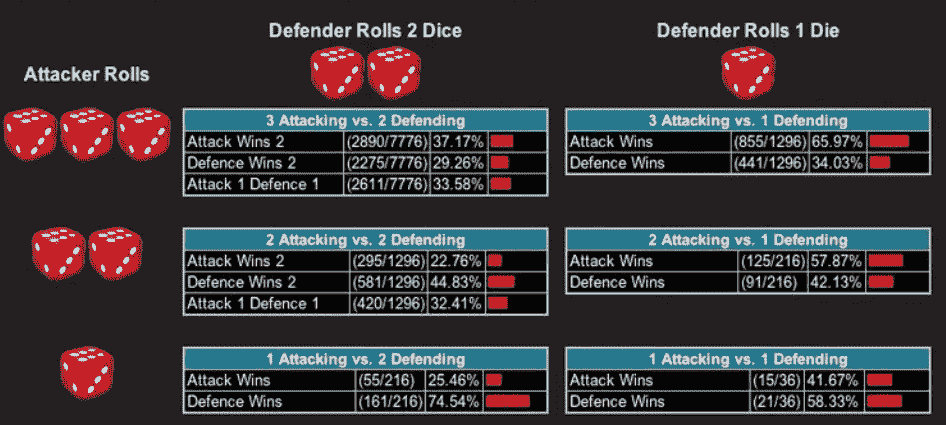 Defender Rolls 2 Dice
Defender Rolls 1 Die
Attacker Rolls
3 Attacking vs. 2 Defending
Attack Wins 2 (2890/7776) 37.17%
Defence Wins 2 (2275/7776) 29.26%
Attack 1 Defence 1 (2611/7776) 33.58%
3 Attacking vs. 1 Defending
Attack Wins (855/1296) 65.97%
Defence Wins (441/1296) 34.03%
2 Attacking vs. 2 Defending
Attack Wins 2 (295/1296) 22.76%
Defence Wins 2 (581/1296) 44.83%
Attack 1 Defence 1 (420/1296) 32.41%
2 Attacking vs. 1 Defending
Attack Wins (125/216) 57.87%
Defence Wins (91/216) 42.13%
1 Attacking vs. 2 Defending
Attack Wins (55/216) 25.46%
Defence Wins (161/216) 74.54%
1 Attacking vs. 1 Defending
Attack Wins (15/36) 41.67%
Defence Wins (21/36) 58.33%